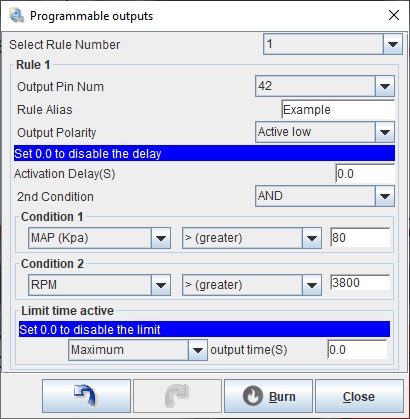 Programmable outputs
Select Rule Number 1
Rule 1
Output Pin Num 42
Rule Alias Example
Output Polarity Active low
Set 0.0 to disable the delay
Activation Delay(S) 0.0
2nd Condition AND
Condition 1
MAP (Kpa) > (greater) 80
Condition 2
RPM > (greater) 3800
Limit time active
Set 0.0 to disable the limit
Maximum output time(S) 0.0
Burn Close